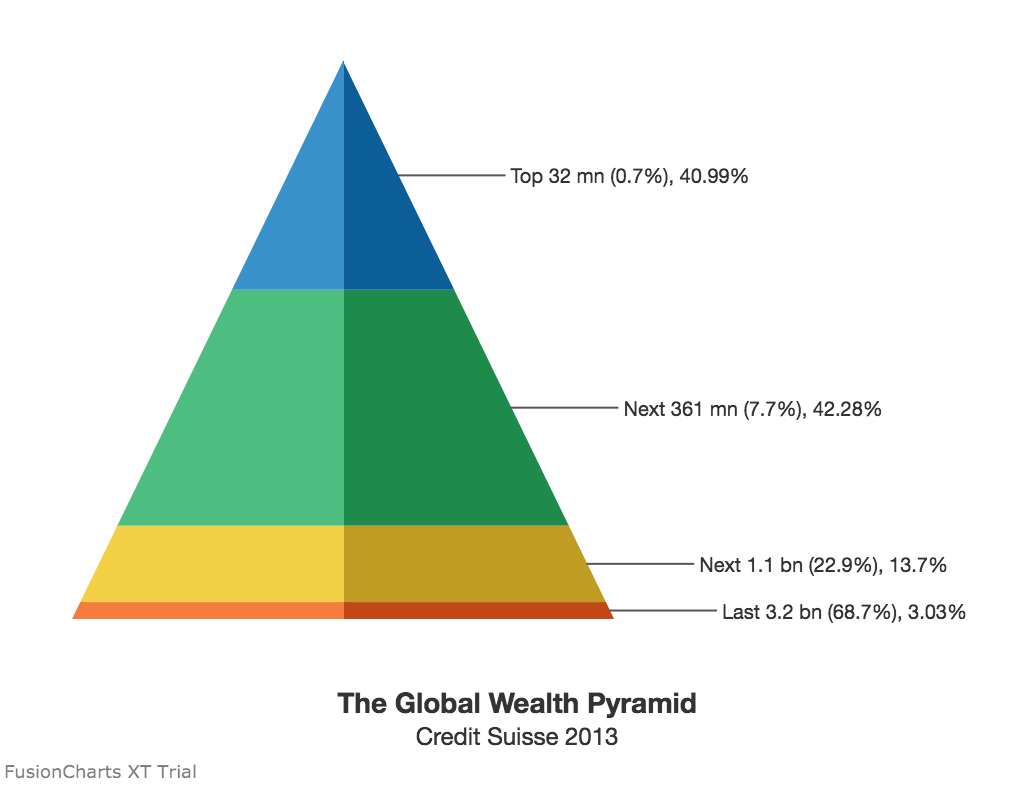 Top 32 mn (0.7%), 40.99%
Next 361 mn (7.7%), 42.28%
Next 1.1 bn (22.9%), 13.7%
Last 3.2 bn (68.7%), 3.03%
The Global Wealth Pyramid
Credit Suisse 2013
FusionCharts XT Trial